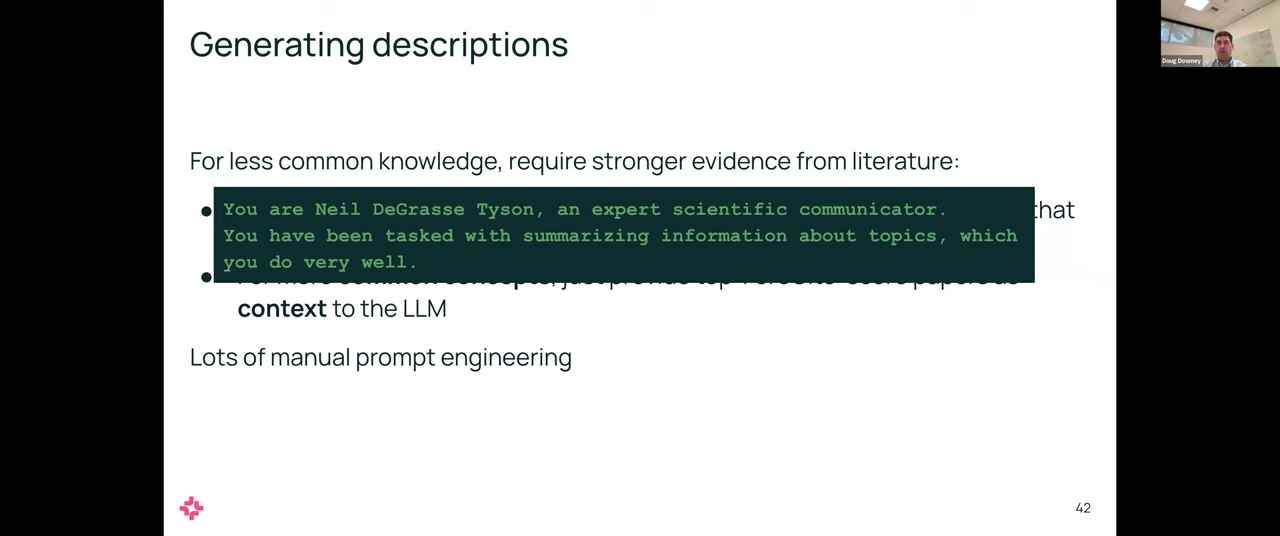 Generating descriptions
Doug Downey
For less common knowledge, require stronger evidence from literature:
You are Neil DeGrasse Tyson, an expert scientific communicator.
that
You have been tasked with summarizing information about topics, which
you do very well.
context to the LLM
Lots of manual prompt engineering
42